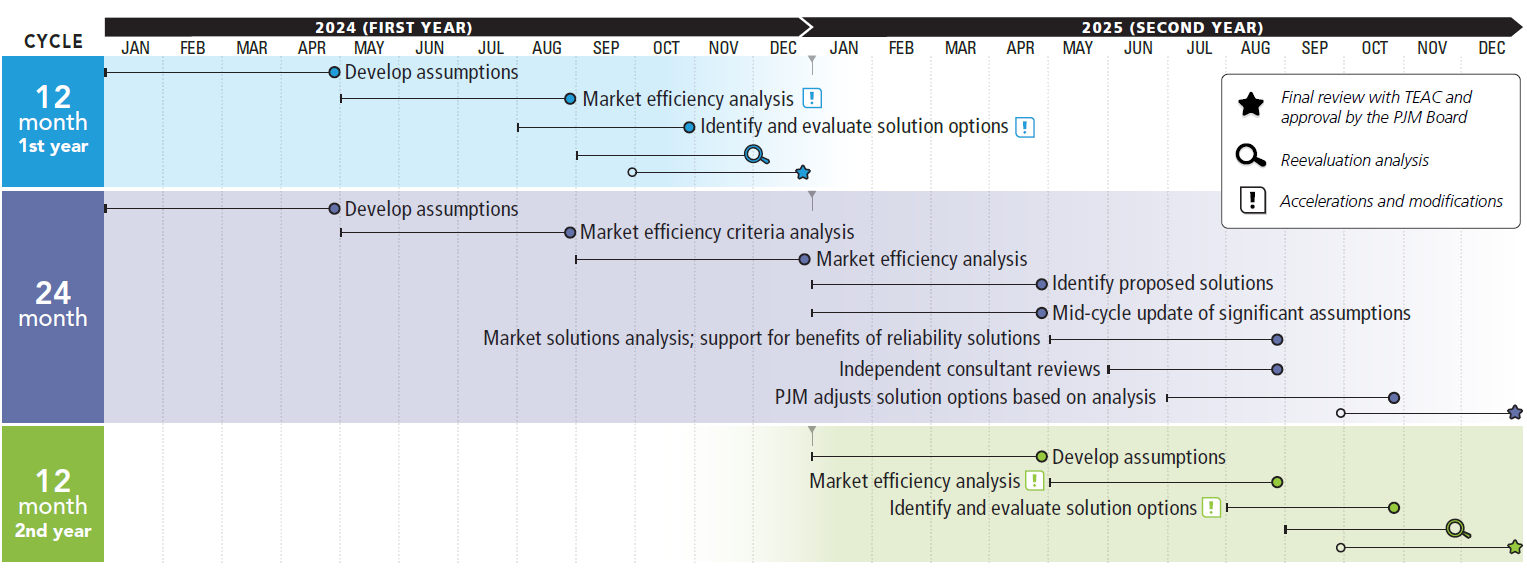 2024 (FIRST YEAR)
2025 (SECOND YEAR)
CYCLE
JAN FEB MAR APR MAY JUN JUL AUG SEP OCT NOV DEC JAN FEB MAR APR MAY JUN JUL AUG SEP OCT NOV DEC
12
month
1st year
Develop assumptions
Market efficiency analysis !
Identify and evaluate solution options !
Final review with TEAC and
approval by the PJM Board
Reevaluation analysis
! Accelerations and modifications
24
month
Develop assumptions
Market efficiency criteria analysis
Market efficiency analysis
Identify proposed solutions
Mid-cycle update of significant assumptions
Market solutions analysis; support for benefits of reliability solutions
Independent consultant reviews
PJM adjusts solution options based on analysis
12
month
2nd year
Develop assumptions
Market efficiency analysis !
Identify and evaluate solution options !